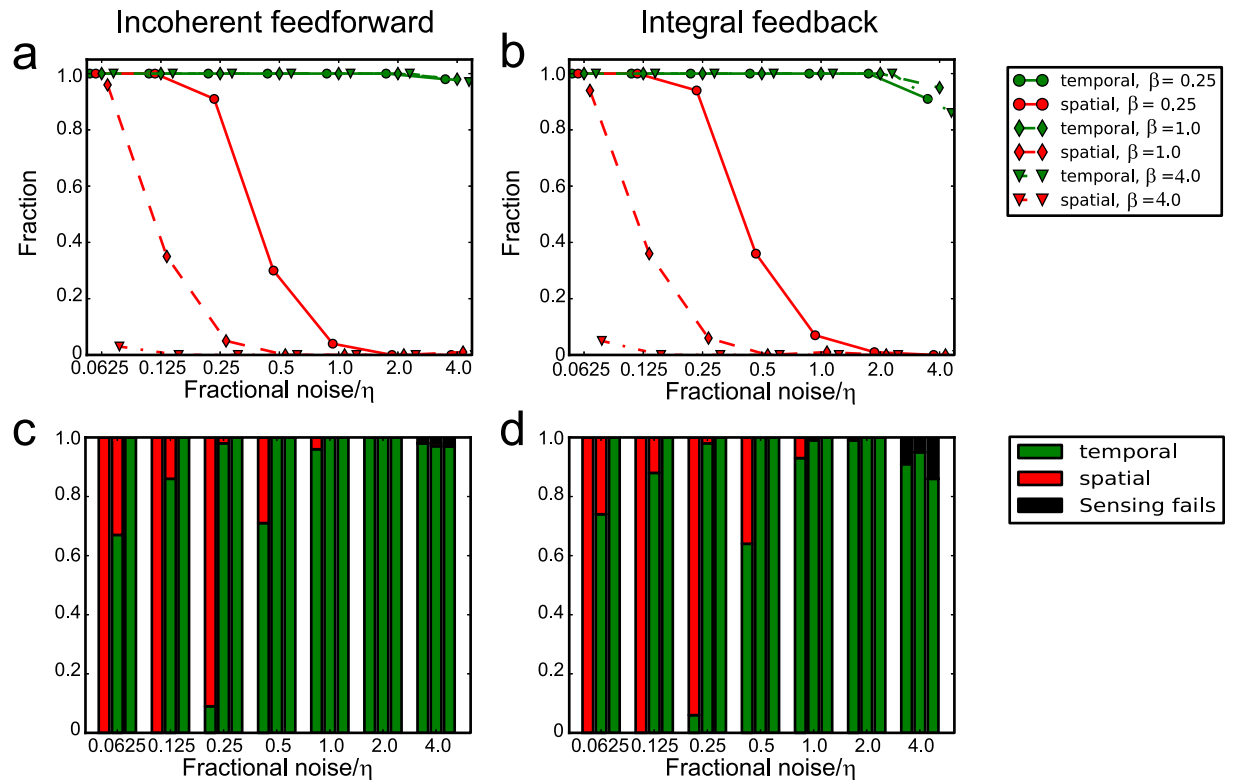 Incoherent feedforward
Integral feedback
a
b
1.0
0.8
0.6
0.4
0.2
0
Fraction
0.0625
0.125
0.25
0.5
1.0
2.0
4.0
Fractional noise/η
1.0
0.8
0.6
0.4
0.2
0
Fraction
0.0625
0.125
0.25
0.5
1.0
2.0
4.0
Fractional noise/η
temporal, β = 0.25
spatial, β = 0.25
temporal, β = 1.0
spatial, β = 1.0
temporal, β = 4.0
spatial, β = 4.0
c
d
1.0
0.8
0.6
0.4
0.2
0
0.0625
0.125
0.25
0.5
1.0
2.0
4.0
Fractional noise/η
1.0
0.8
0.6
0.4
0.2
0
0.0625
0.125
0.25
0.5
1.0
2.0
4.0
Fractional noise/η
temporal
spatial
Sensing fails